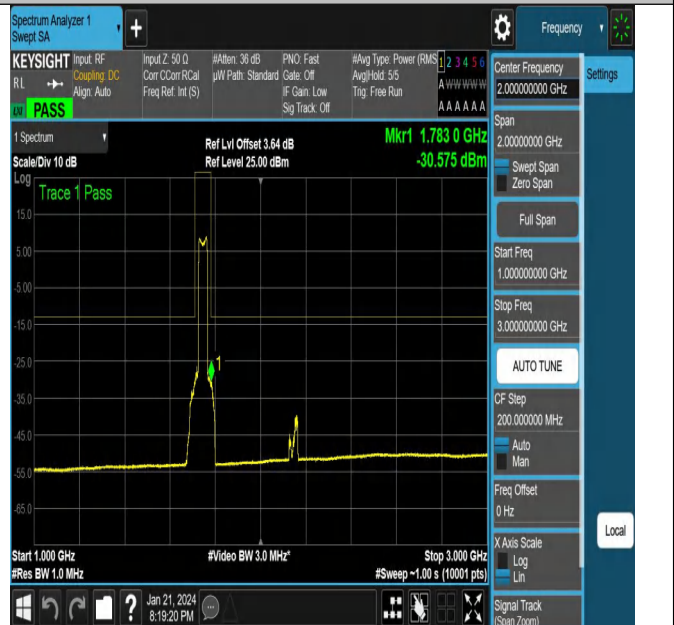 Spectrum Analyzer 1
Swept SA
+
Frequency
KEYSIGHT
Input: RF
Coupling: DC
Align: Auto
Input Z: 50 Ω
Corr CCorr RCal
Freq Ref: Int (S)
#Atten: 36 dB
µW Path: Standard
PNO: Fast
Gate: Off
IF Gain: Low
Sig Track: Off
#Avg Type: Power (RMS
Avg|Hold: 5/5
Trig: Free Run
1 2 3 4 5 6
A W W W W W
A A A A A A
RL
LXI
PASS
1 Spectrum
Scale/Div 10 dB
Ref Lvl Offset 3.64 dB
Ref Level 25.00 dBm
Mkr1 1.783 0 GHz
-30.575 dBm
Log
Trace 1 Pass
15.0
5.00
-5.00
-15.0
-25.0
-35.0
-45.0
-55.0
-65.0
1
Start 1.000 GHz
#Res BW 1.0 MHz
#Video BW 3.0 MHz*
Stop 3.000 GHz
#Sweep ~1.00 s (10001 pts)
Center Frequency
2.00000000 GHz
Settings
Span
2.00000000 GHz
Swept Span
Zero Span
Full Span
Start Freq
1.000000000 GHz
Stop Freq
3.000000000 GHz
AUTO TUNE
CF Step
200.000000 MHz
Auto
Man
Freq Offset
0 Hz
X Axis Scale
Log
Lin
Signal Track
(Span Zoom)
Local
?
Jan 21, 2024
8:19:20 PM